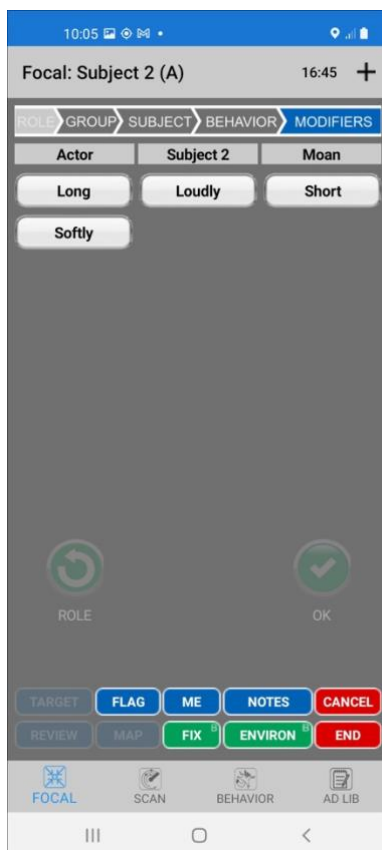 10:05
Focal: Subject 2 (A) 16:45 +
ROLE GROUP SUBJECT BEHAVIOR MODIFIERS
Actor Subject 2 Moan
Long Loudly Short
Softly
ROLE OK
TARGET FLAG ME NOTES CANCEL
REVIEW MAP FIX B ENVIRON B END
FOCAL SCAN BEHAVIOR AD LIB